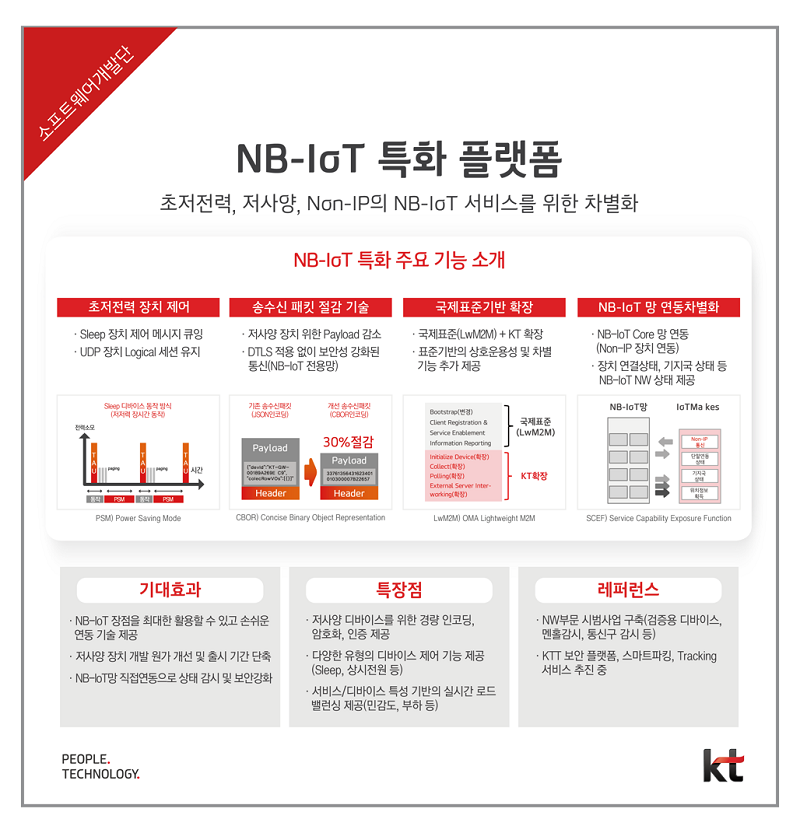 소프트웨어개발단
NB-IoT 특화 플랫폼
초저전력, 저사양, Non-IP의 NB-IoT 서비스를 위한 차별화
NB-IoT 특화 주요 기능 소개
초저전력 장치 제어
· Sleep 장치 제어 메시지 큐잉
· UDP 장치 Logical 세션 유지
Sleep 디바이스 동작 방식
(저저력 장시간 동작)
전력소모
TAU
paging
TAU
paging
TAU
시간
동작
PSM
동작
PSM
PSM) Power Saving Mode
송수신 패킷 절감 기술
· 저사양 장치 위한 Payload 감소
· DTLS 적용 없이 보안성 강화된
통신(NB-IoT 전용망)
기존 송수신패킷
(JSON인코딩)
개선 송수신패킷
(CBOR인코딩)
30%절감
Payload
Header
Payload
33761356431623401
010300007822657
Header
CBOR) Concise Binary Object Representation
국제표준기반 확장
· 국제표준(LwM2M) + KT 확장
· 표준기반의 상호운용성 및 차별
기능 추가 제공
Bootstrap(변경)
Client Registration &
Service Enablement
Information Reporting
국제표준
(LwM2M)
Initialize Device(확장)
Collect(확장)
Polling(확장)
External Server Inter-
working(확장)
KT확장
LwM2M) OMA Lightweight M2M
NB-IoT 망 연동차별화
· NB-IoT Core 망 연동
(Non-IP 장치 연동)
· 장치 연결상태, 기지국 상태 등
NB-IoT NW 상태 제공
NB-IoT망
IoTMa kes
Non-IP
통신
단말연동
상태
기지국
상태
위치정보
획득
SCEF) Service Capability Exposure Function
기대효과
· NB-IoT 장점을 최대한 활용할 수 있고 손쉬운
연동 기술 제공
· 저사양 장치 개발 원가 개선 및 출시 기간 단축
· NB-IoT망 직접연동으로 상태 감시 및 보안강화
특장점
· 저사양 디바이스를 위한 경량 인코딩,
암호화, 인증 제공
· 다양한 유형의 디바이스 제어 기능 제공
(Sleep, 상시전원 등)
· 서비스/디바이스 특성 기반의 실시간 로드
밸런싱 제공(민감도, 부하 등)
레퍼런스
· NW부문 시범사업 구축(검증용 디바이스,
맨홀감시, 통신구 감시 등)
· KTT 보안 플랫폼, 스마트파킹, Tracking
서비스 추진 중
PEOPLE.
TECHNOLOGY.
kt